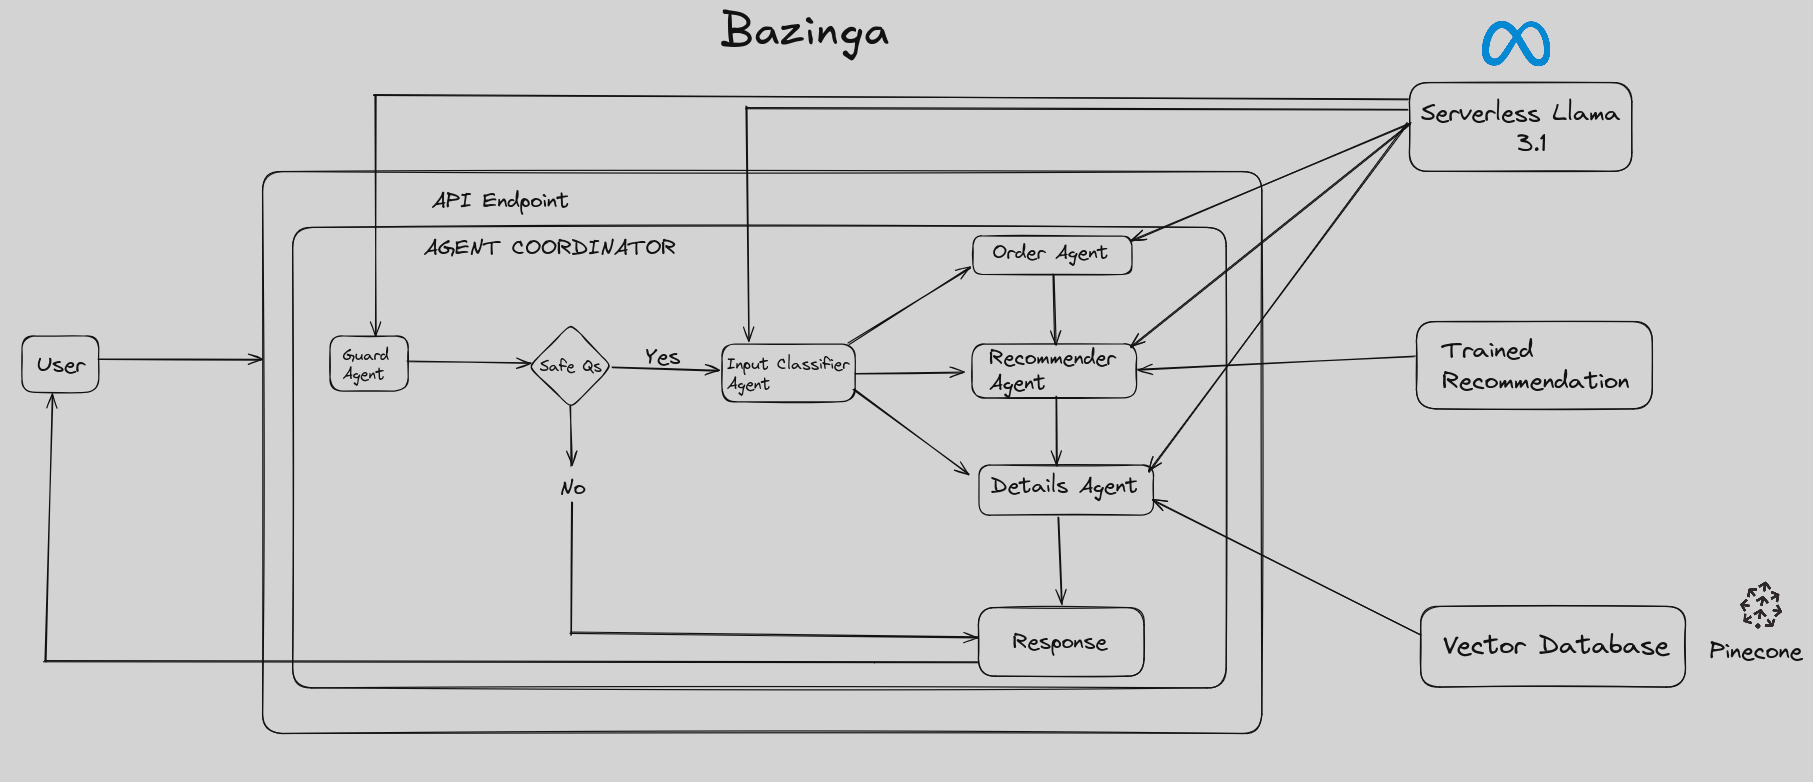 Bazinga
Serverless Llama
3.1
API Endpoint
AGENT COORDINATOR
Order Agent
User
Guard
Agent
Safe Qs
Yes
Input Classifier
Agent
Recommender
Agent
Trained
Recommendation
No
Details Agent
Response
Vector Database
Pinecone